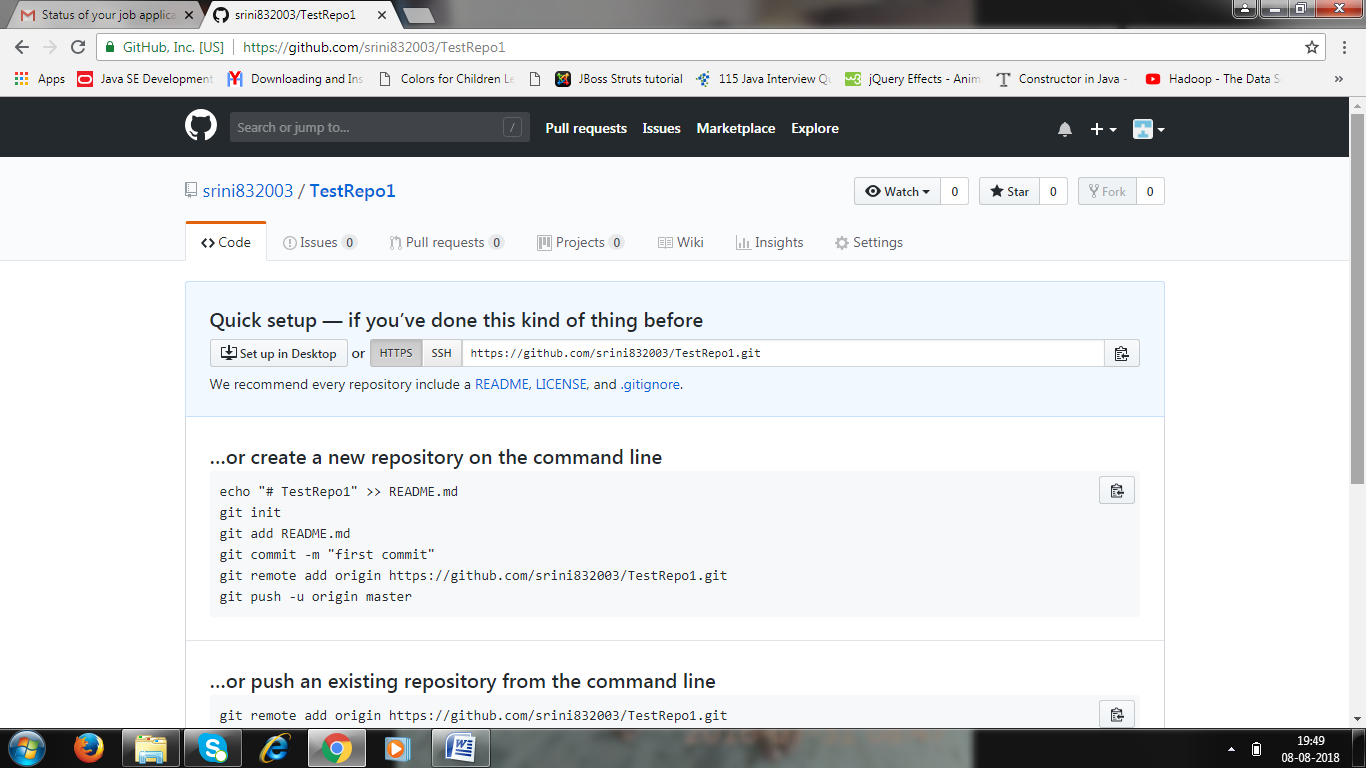 Status of your job applica
srini832003/TestRepo1
GitHub, Inc. [US] https://github.com/srini832003/TestRepo1
Apps Java SE Development Downloading and Ins Colors for Children Le JBoss Struts tutorial 115 Java Interview Qu jQuery Effects - Anim Constructor in Java - Hadoop - The Data S »
Search or jump to... / Pull requests Issues Marketplace Explore
srini832003 / TestRepo1
Watch 0 Star 0 Fork 0
Code Issues 0 Pull requests 0 Projects 0 Wiki Insights Settings
Quick setup — if you’ve done this kind of thing before
Set up in Desktop or HTTPS SSH https://github.com/srini832003/TestRepo1.git
We recommend every repository include a README, LICENSE, and .gitignore.
…or create a new repository on the command line
echo "# TestRepo1" >> README.md
git init
git add README.md
git commit -m "first commit"
git remote add origin https://github.com/srini832003/TestRepo1.git
git push -u origin master
…or push an existing repository from the command line
git remote add origin https://github.com/srini832003/TestRepo1.git
19:49
08-08-2018